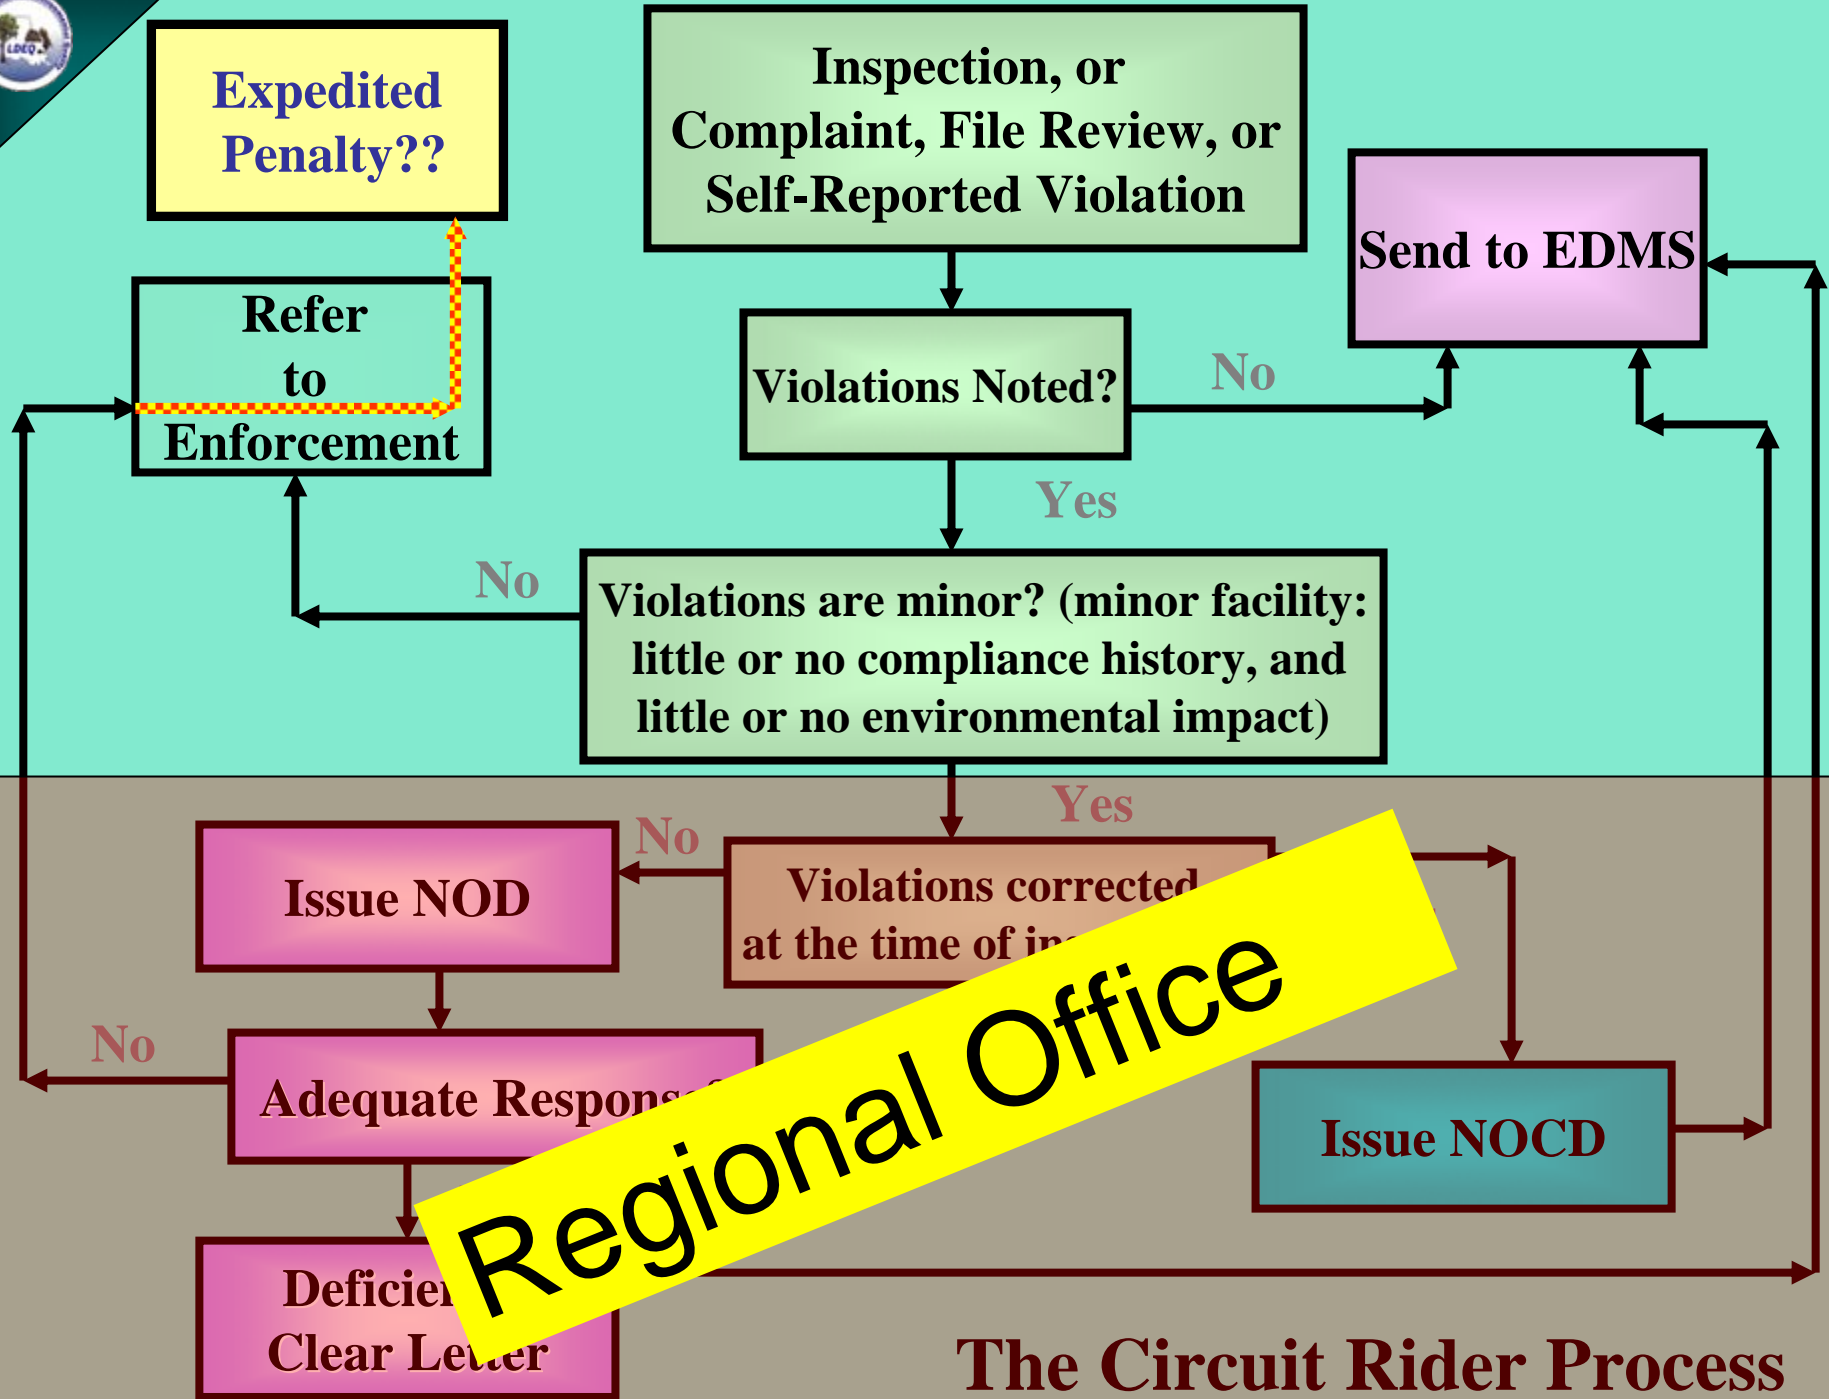 LDEQ
Expedited
Penalty??
Inspection, or
Complaint, File Review, or
Self-Reported Violation
Send to EDMS
Refer
to
Enforcement
Violations Noted?
No
Yes
No
Violations are minor? (minor facility:
little or no compliance history, and
little or no environmental impact)
Yes
No
Issue NOD
Violations corrected
at the time of
Regional Office
No
Adequate Response
Issue NOCD
Clear Letter
The Circuit Rider Process